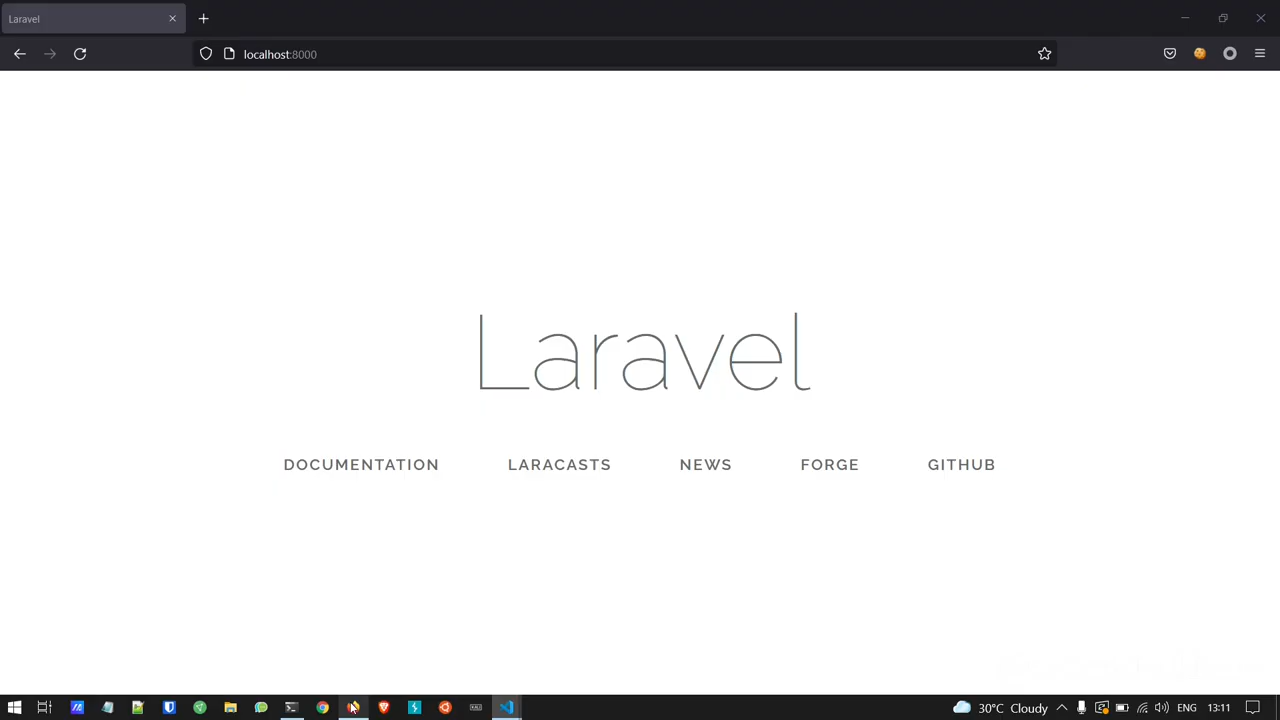 Laravel
localhost:8000
Laravel
DOCUMENTATION LARACASTS NEWS FORGE GITHUB
30°C Cloudy ENG 13:11